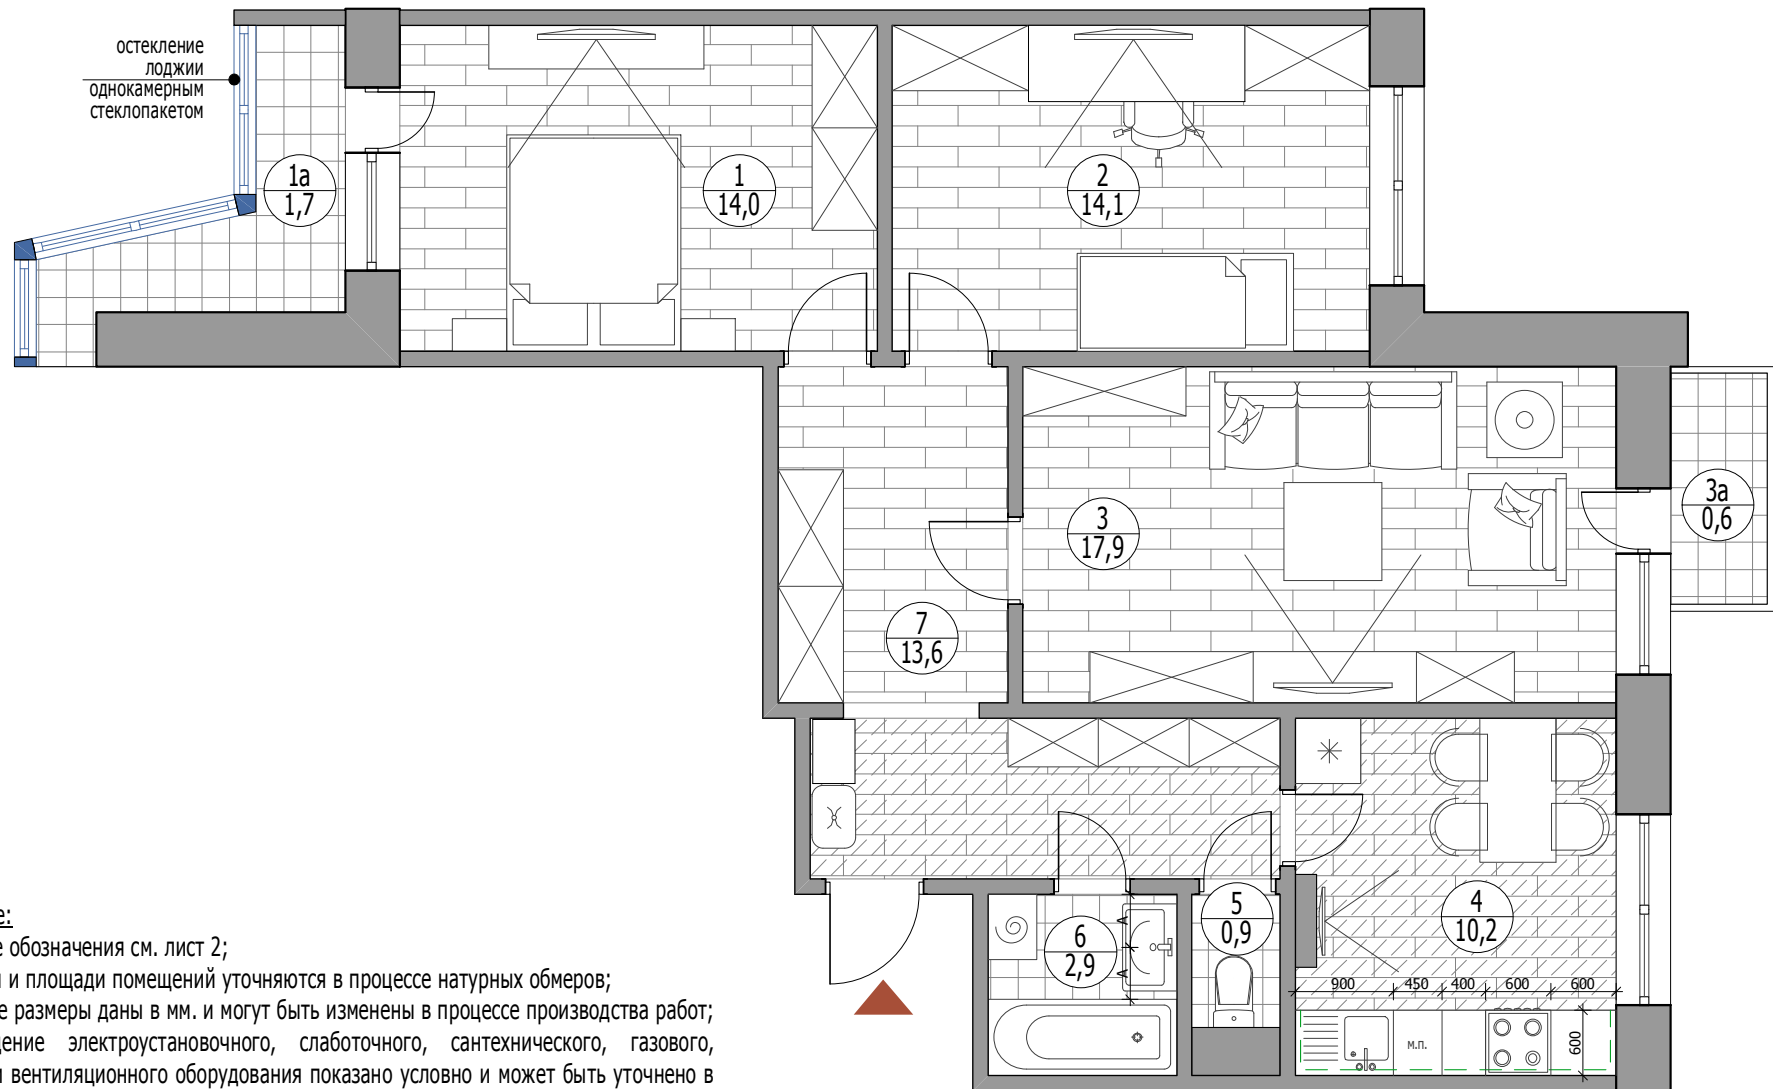 остекление
лоджии
однокамерным
стеклопакетом
1а
1,7
1
14,0
2
14,1
3
17,9
3а
0,6
7
13,6
4
10,2
5
0,9
6
2,9
А
А
900 450 400 600 600
600
м.п.
е:
е обозначения см. лист 2;
и площади помещений уточняются в процессе натурных обмеров;
е размеры даны в мм. и могут быть изменены в процессе производства работ;
ение электроустановочного, слаботочного, сантехнического, газового,
и вентиляционного оборудования показано условно и может быть уточнено в